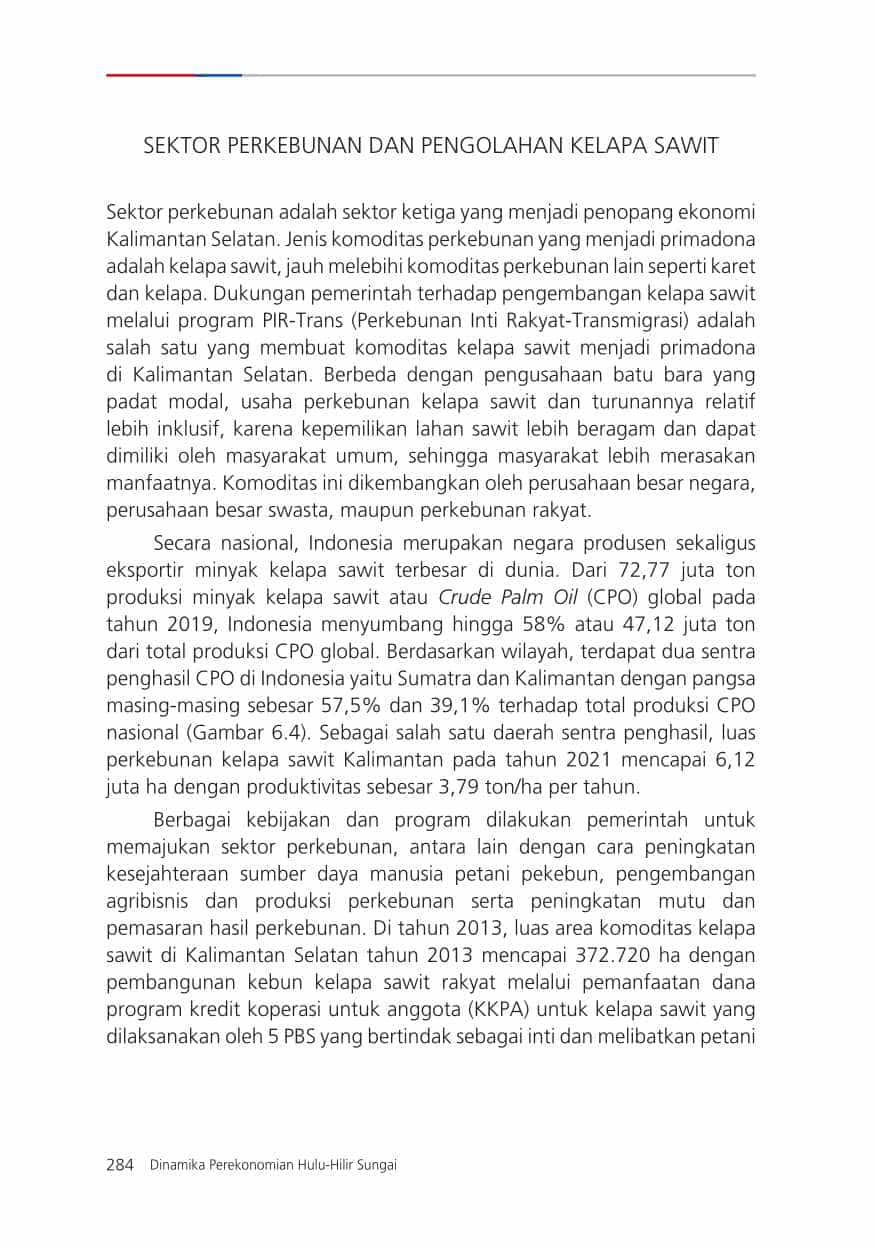 SEKTOR PERKEBUNAN DAN PENGOLAHAN KELAPA SAWIT
Sektor perkebunan adalah sektor ketiga yang menjadi penopang ekonomi
Kalimantan Selatan. Jenis komoditas perkebunan yang menjadi primadona
adalah kelapa sawit, jauh melebihi komoditas perkebunan lain seperti karet
dan kelapa. Dukungan pemerintah terhadap pengembangan kelapa sawit
melalui program PIR-Trans (Perkebunan Inti Rakyat-Transmigrasi) adalah
salah satu yang membuat komoditas kelapa sawit menjadi primadona
di Kalimantan Selatan. Berbeda dengan pengusahaan batu bara yang
padat modal, usaha perkebunan kelapa sawit dan turunannya relatif
lebih inklusif, karena kepemilikan lahan sawit lebih beragam dan dapat
dimiliki oleh masyarakat umum, sehingga masyarakat lebih merasakan
manfaatnya. Komoditas ini dikembangkan oleh perusahaan besar negara,
perusahaan besar swasta, maupun perkebunan rakyat.
Secara nasional, Indonesia merupakan negara produsen sekaligus
eksportir minyak kelapa sawit terbesar di dunia. Dari 72,77 juta ton
produksi minyak kelapa sawit atau Crude Palm Oil (CPO) global pada
tahun 2019, Indonesia menyumbang hingga 58% atau 47,12 juta ton
dari total produksi CPO global. Berdasarkan wilayah, terdapat dua sentra
penghasil CPO di Indonesia yaitu Sumatra dan Kalimantan dengan pangsa
masing-masing sebesar 57,5% dan 39,1% terhadap total produksi CPO
nasional (Gambar 6.4). Sebagai salah satu daerah sentra penghasil, luas
perkebunan kelapa sawit Kalimantan pada tahun 2021 mencapai 6,12
juta ha dengan produktivitas sebesar 3,79 ton/ha per tahun.
Berbagai kebijakan dan program dilakukan pemerintah untuk
memajukan sektor perkebunan, antara lain dengan cara peningkatan
kesejahteraan sumber daya manusia petani pekebun, pengembangan
agribisnis dan produksi perkebunan serta peningkatan mutu dan
pemasaran hasil perkebunan. Di tahun 2013, luas area komoditas kelapa
sawit di Kalimantan Selatan tahun 2013 mencapai 372.720 ha dengan
pembangunan kebun kelapa sawit rakyat melalui pemanfaatan dana
program kredit koperasi untuk anggota (KKPA) untuk kelapa sawit yang
dilaksanakan oleh 5 PBS yang bertindak sebagai inti dan melibatkan petani
284 Dinamika Perekonomian Hulu-Hilir Sungai